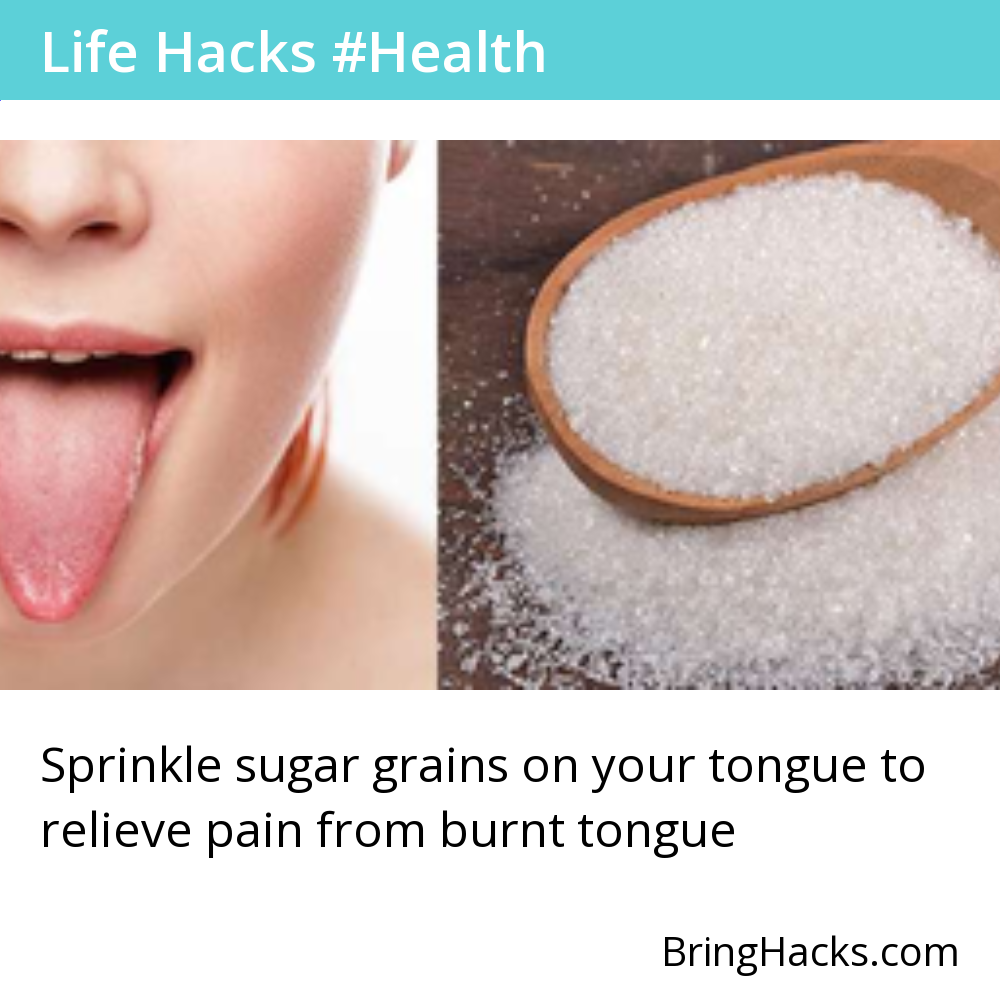 Life Hacks #Health
Sprinkle sugar grains on your tongue to
relieve pain from burnt tongue
BringHacks.com